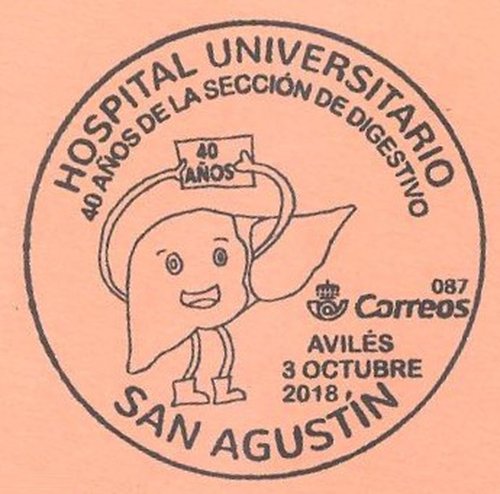 HOSPITAL UNIVERSITARIO
40 AÑOS DE LA SECCIÓN DE DIGESTIVO
40
AÑOS
087
Correos
AVILÉS
3 OCTUBRE
2018
SAN AGUSTÍN